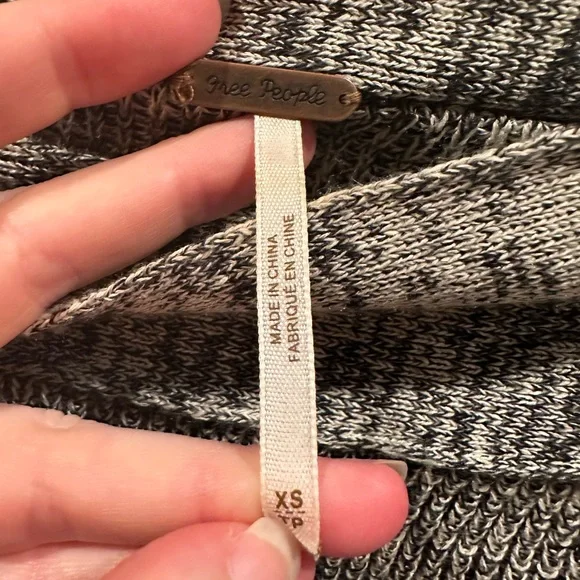 Free People
MADE IN CHINA
FABRIQUÉ EN CHINE
XS